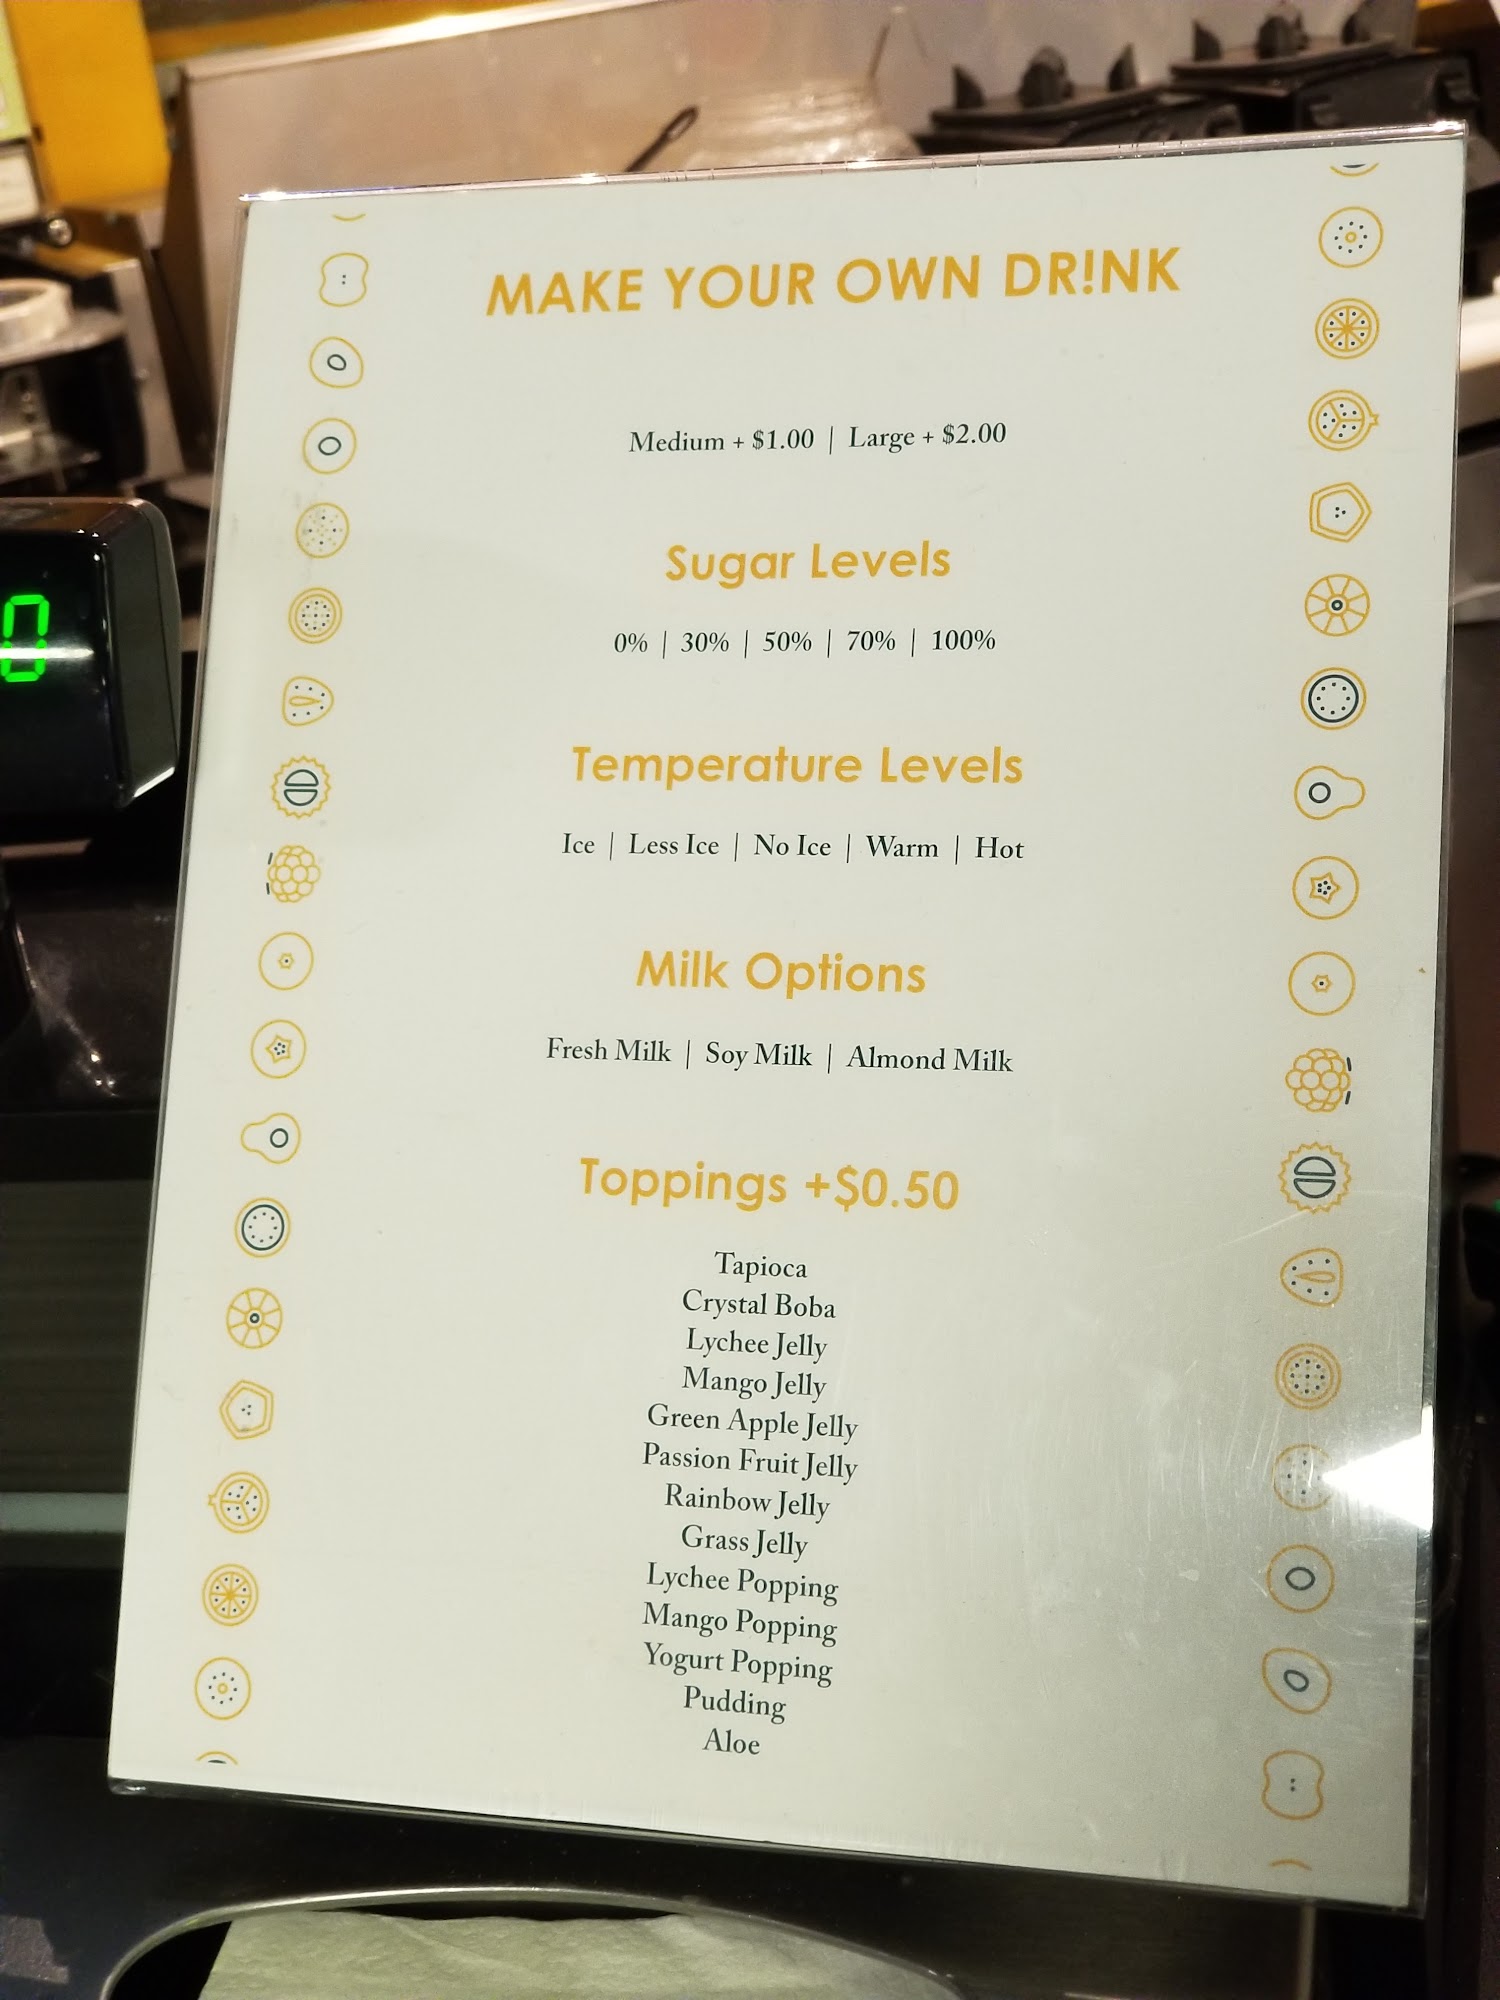 MAKE YOUR OWN DR!NK
Medium + $1.00 | Large + $2.00
Sugar Levels
0% | 30% | 50% | 70% | 100%
Temperature Levels
Ice | Less Ice | No Ice | Warm | Hot
Milk Options
Fresh Milk | Soy Milk | Almond Milk
Toppings +$0.50
Tapioca
Crystal Boba
Lychee Jelly
Mango Jelly
Green Apple Jelly
Passion Fruit Jelly
Rainbow Jelly
Grass Jelly
Lychee Popping
Mango Popping
Yogurt Popping
Pudding
Aloe
0